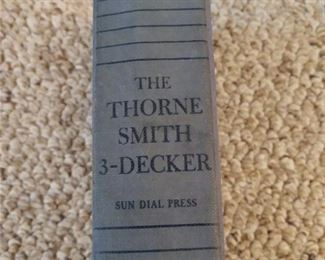 THE
THORNE
SMITH
3-DECKER
SUN DIAL PRESS